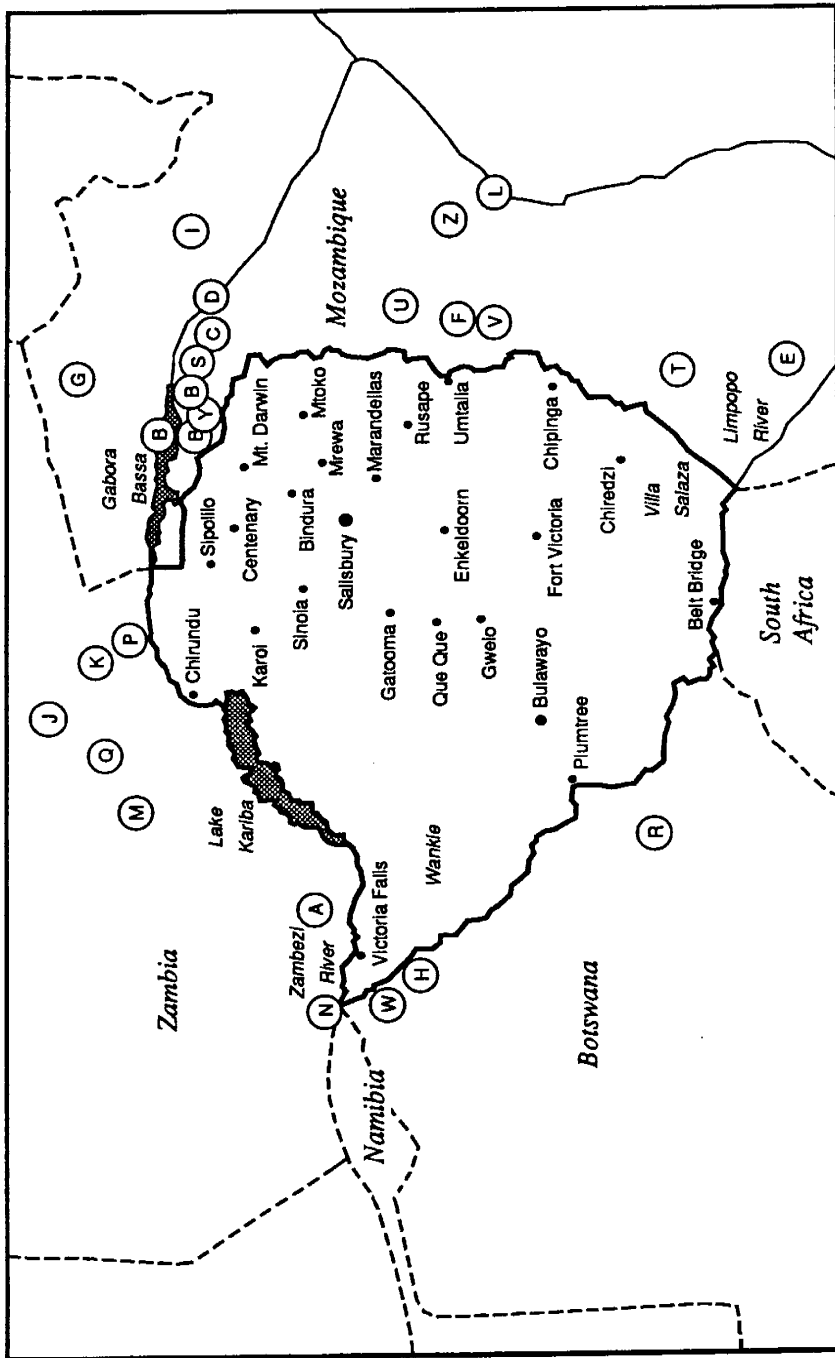 J
G
Q
K
P
M
Gabora
Bassa
B
Zambia
I
Chirundu
B
Y
B
S
C
D
Sipolilo
Lake
Kariba
Karoi
Centenary
Mt. Darwin
Zambezi
River
A
N
Sinoia
Bindura
Mtoko
Mrewa
Mozambique
Salisbury
Victoria Falls
Namibia
Marandellas
W
H
Gatooma
Rusape
U
Wankie
Que Que
Enkeldoorn
Umtalia
F
Z
Gwelo
V
L
Bulawayo
Fort Victoria
Chipinga
Plumtree
Botswana
Chiredzi
R
Villa
Salaza
T
Belt Bridge
Limpopo
River
E
South
Africa